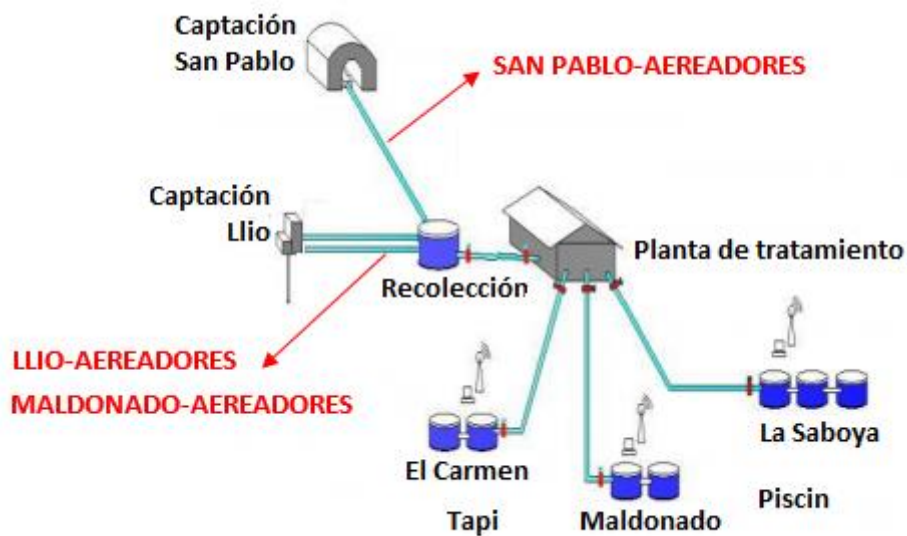 Captación
San Pablo
SAN PABLO-AEREADORES
Captación
Llio
Planta de tratamiento
Recolección
LLIO-AEREADORES
MALDONADO-AEREADORES
La Saboya
El Carmen
Piscin
Tapi
Maldonado